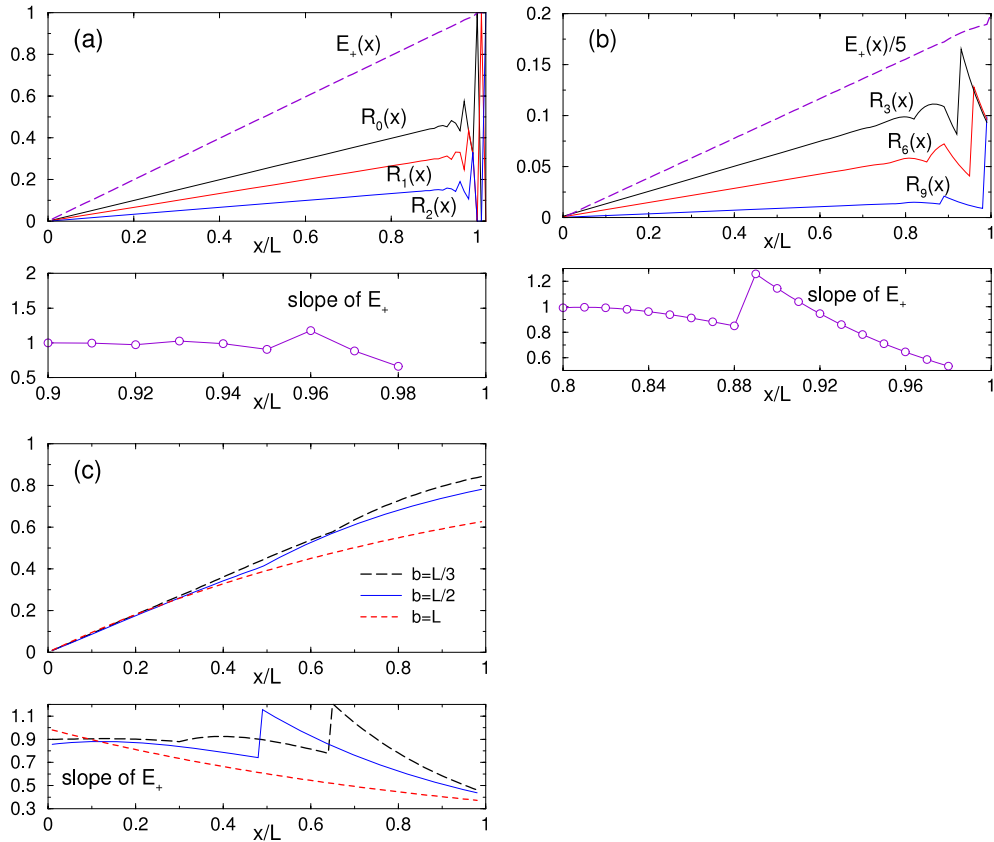 (a)
E+(x)
R0(x)
R1(x)
R2(x)
1
0.8
0.6
0.4
0.2
0
0 0.2 0.4 0.6 0.8 1
x/L
slope of E+
2
1.5
1
0.5
0.9 0.92 0.94 0.96 0.98 1
x/L
(b)
E+(x)/5
R3(x)
R6(x)
R9(x)
0.2
0.15
0.1
0.05
0
0 0.2 0.4 0.6 0.8 1
x/L
slope of E+
1.2
1
0.8
0.6
0.8 0.84 0.88 0.92 0.96 1
x/L
(c)
1
0.8
0.6
0.4
0.2
0
b=L/3
b=L/2
b=L
0 0.2 0.4 0.6 0.8 1
x/L
1.1
0.9
0.7
0.5
0.3
slope of E+
0 0.2 0.4 0.6 0.8 1
x/L